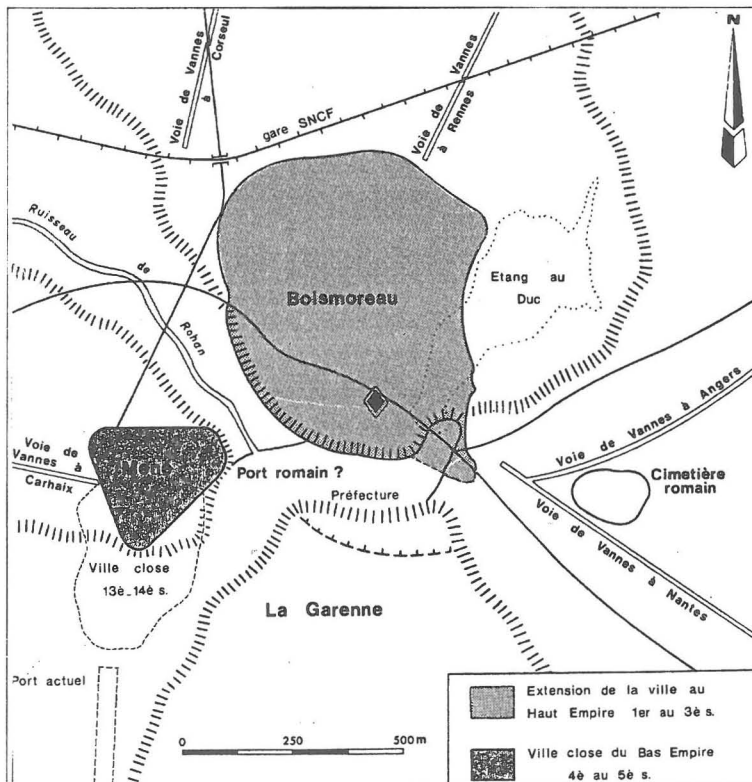 Voie de Vannes
à Corseul
gare SNCF
Voie de Vannes
à Rennes
N
Ruisseau
de
Rohan
Boismoreau
Etang au
Duc
Voie de
Vannes à
Carhaix
Mené
Port romain ?
Préfecture
Voie de Vannes à Angers
Cimetière
romain
Voie de Vannes à Nantes
Ville close
13è_14è s.
La Garenne
Port actuel
0 250 500m
Extension de la ville au
Haut Empire 1er au 3è s.
Ville close du Bas Empire
4è au 5è s.